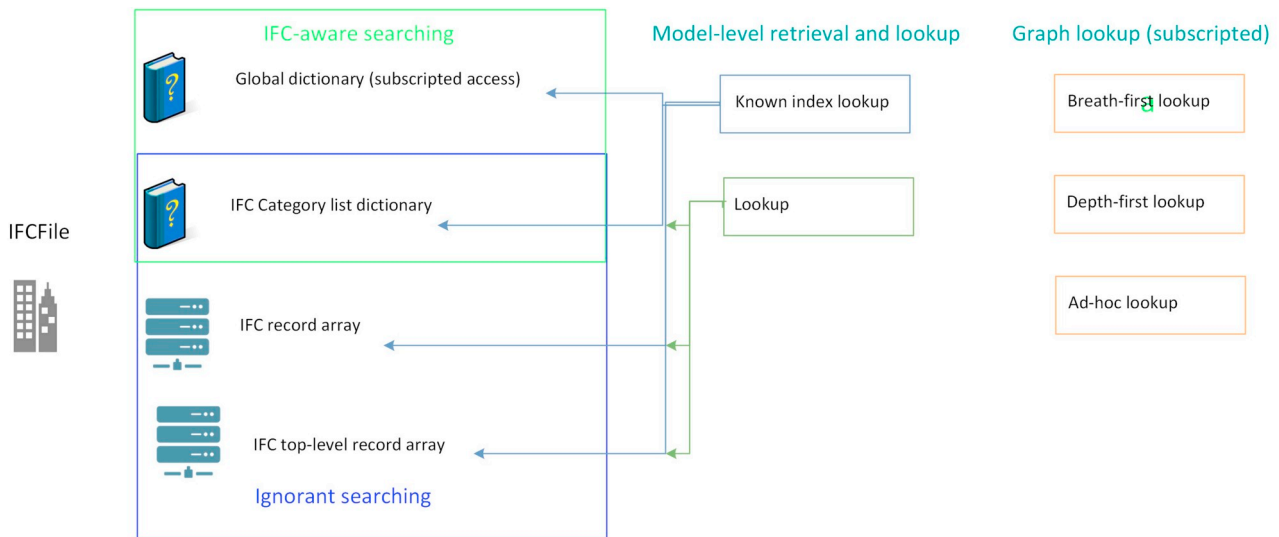 IFC-aware searching
Model-level retrieval and lookup
Graph lookup (subscripted)
Global dictionary (subscripted access)
Known index lookup
Breath-first lookup
a
IFC Category list dictionary
Lookup
Depth-first lookup
IFCFile
IFC record array
Ad-hoc lookup
IFC top-level record array
Ignorant searching